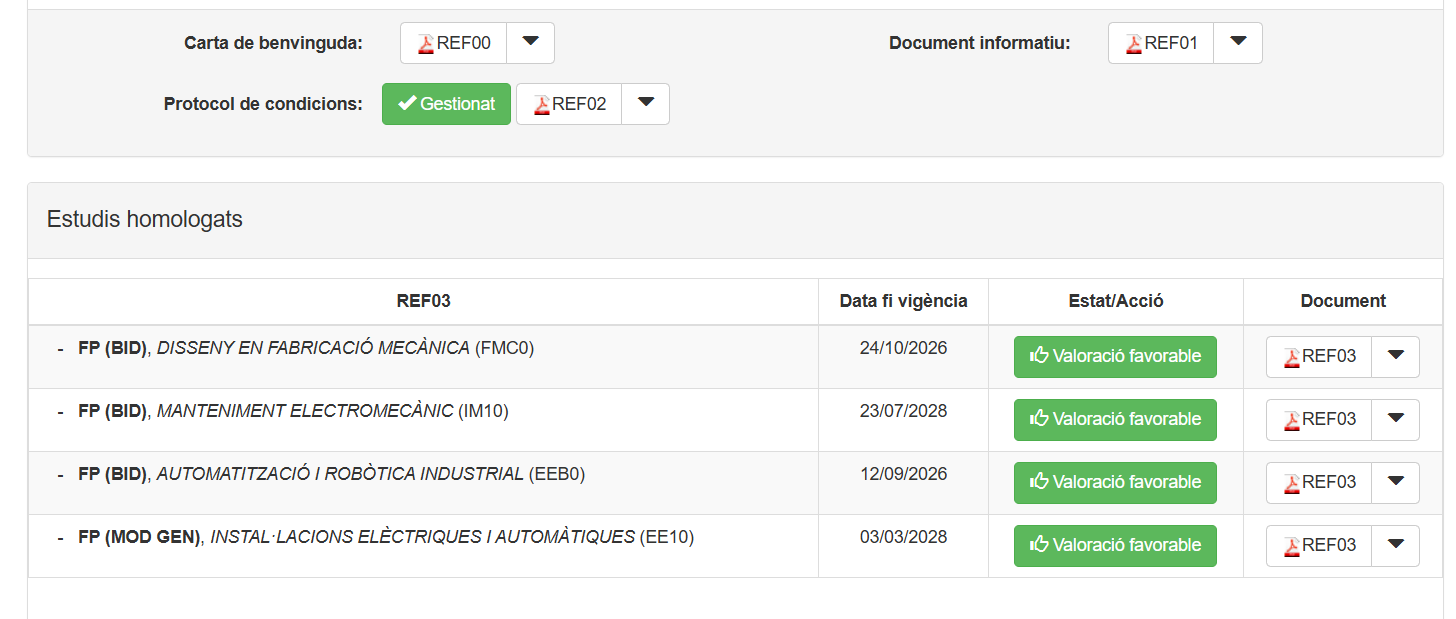 Carta de benvinguda: REF00 Document informatiu: REF01
Protocol de condicions: Gestionat REF02
Estudis homologats
REF03 Data fi vigència Estat/Acció Document
- FP (BID), DISSENY EN FABRICACIÓ MECÀNICA (FMC0) 24/10/2026 Valoració favorable REF03
- FP (BID), MANTENIMENT ELECTROMECÀNIC (IM10) 23/07/2028 Valoració favorable REF03
- FP (BID), AUTOMATITZACIÓ I ROBÒTICA INDUSTRIAL (EEB0) 12/09/2026 Valoració favorable REF03
- FP (MOD GEN), INSTAL·LACIONS ELÈCTRIQUES I AUTOMÀTIQUES (EE10) 03/03/2028 Valoració favorable REF03